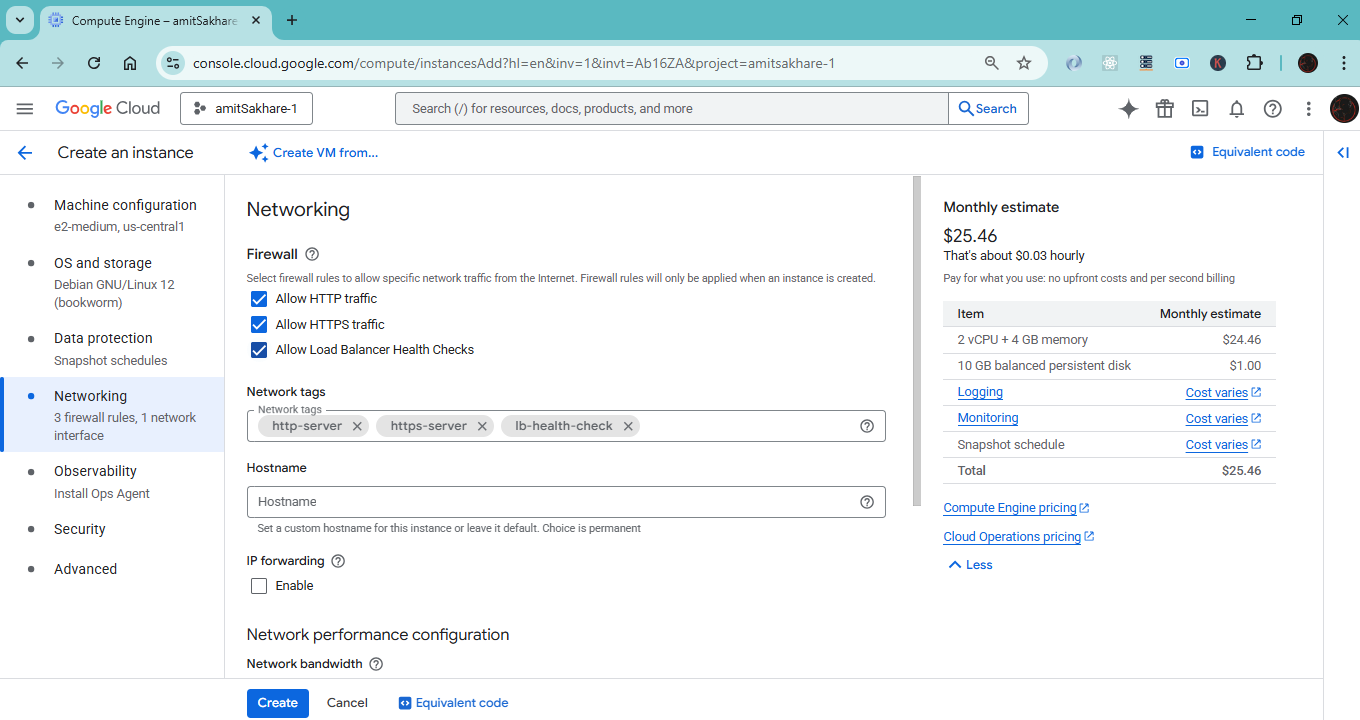 Compute Engine – amitSakhare
console.cloud.google.com/compute/instancesAdd?hl=en&inv=1&invt=Ab16ZA&project=amitsakhare-1
K
Google Cloud
amitSakhare-1
Search (/) for resources, docs, products, and more
Search
Create an instance
Create VM from...
Equivalent code
Machine configuration
e2-medium, us-central1
OS and storage
Debian GNU/Linux 12
(bookworm)
Data protection
Snapshot schedules
Networking
3 firewall rules, 1 network
interface
Observability
Install Ops Agent
Security
Advanced
Networking
Firewall
Select firewall rules to allow specific network traffic from the Internet. Firewall rules will only be applied when an instance is created.
Allow HTTP traffic
Allow HTTPS traffic
Allow Load Balancer Health Checks
Network tags
Network tags
http-server
https-server
lb-health-check
Hostname
Hostname
Set a custom hostname for this instance or leave it default. Choice is permanent
IP forwarding
Enable
Network performance configuration
Network bandwidth
Create
Cancel
Equivalent code
Monthly estimate
$25.46
That's about $0.03 hourly
Pay for what you use: no upfront costs and per second billing
Item Monthly estimate
2 vCPU + 4 GB memory $24.46
10 GB balanced persistent disk $1.00
Logging Cost varies
Monitoring Cost varies
Snapshot schedule Cost varies
Total $25.46
Compute Engine pricing
Cloud Operations pricing
Less